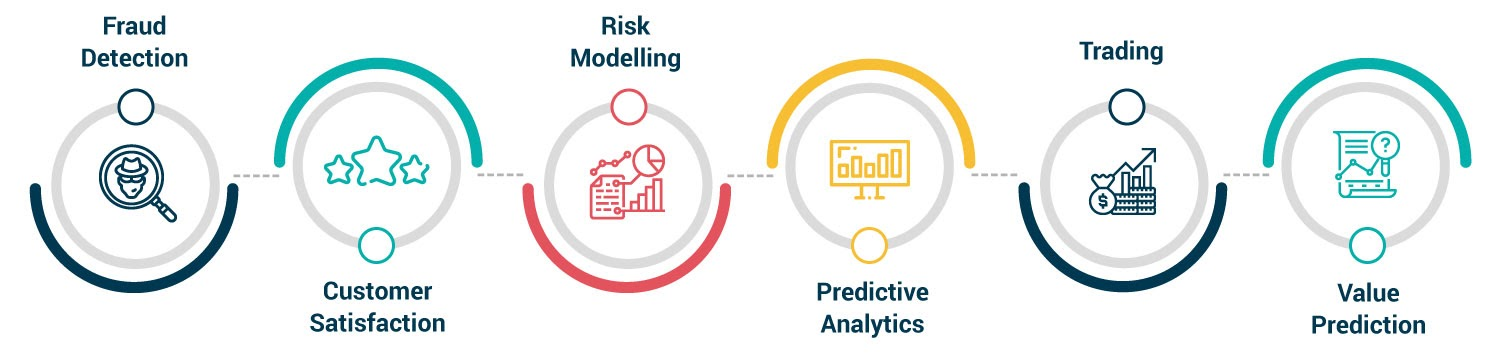 Fraud
Detection
Customer
Satisfaction
Risk
Modelling
Predictive
Analytics
Trading
$
?
Value
Prediction